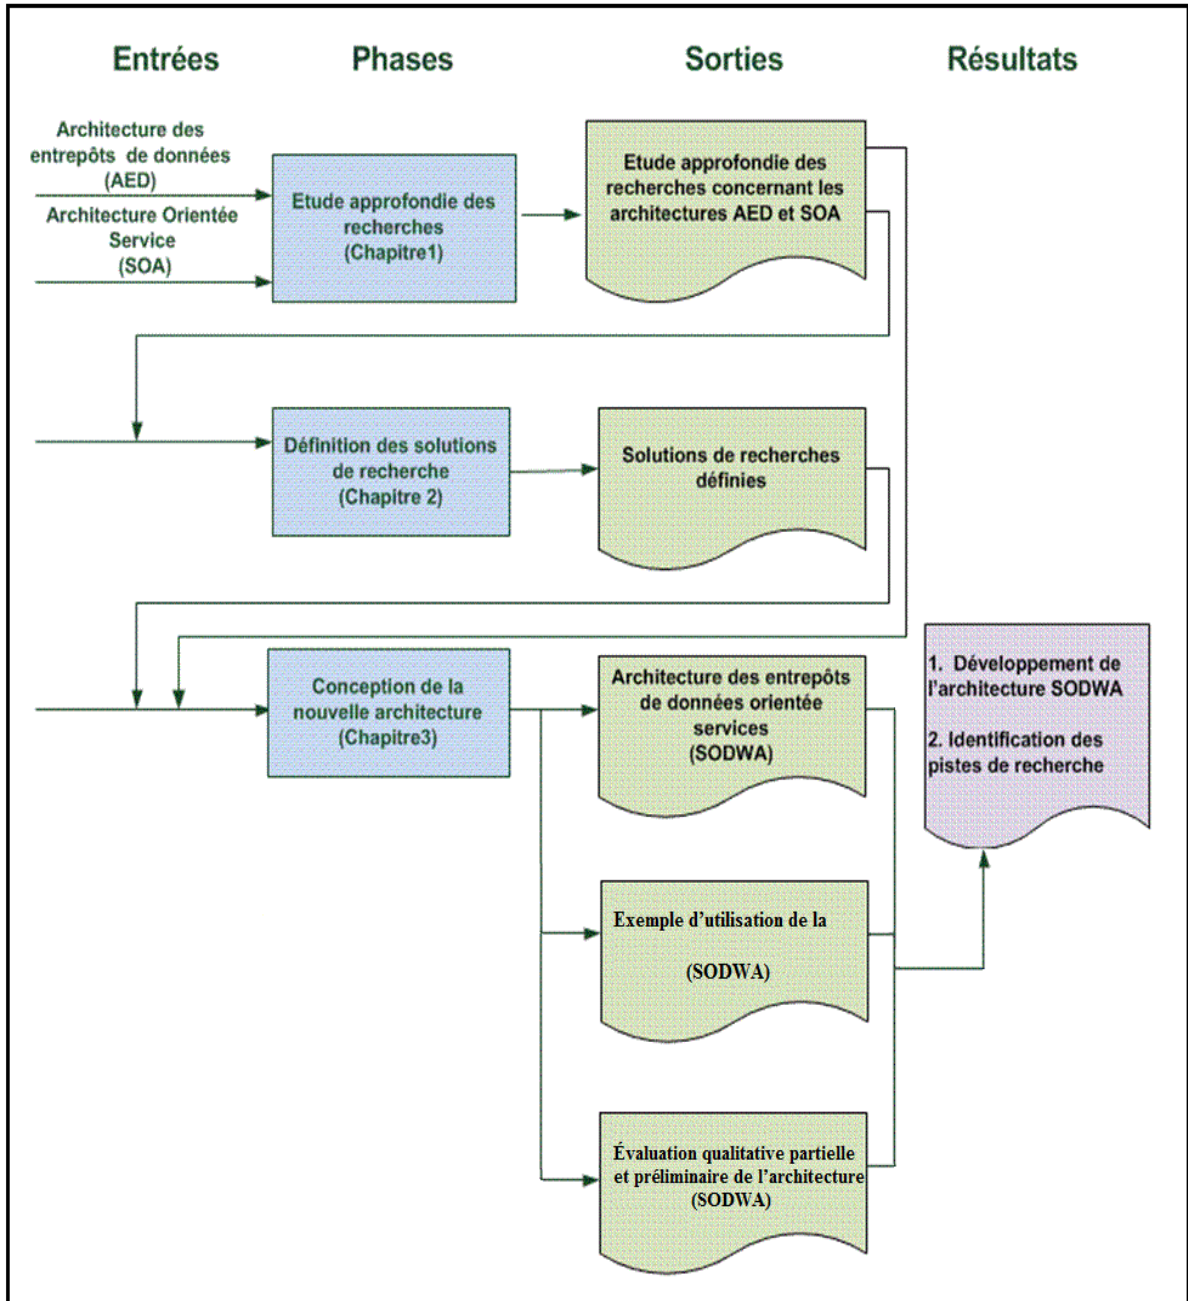 Entrées
Phases
Sorties
Résultats
Architecture des
entrepôts de données
(AED)
Architecture Orientée
Service
(SOA)
Etude approfondie des
recherches
(Chapitre1)
Etude approfondie des
recherches concernant les
architectures AED et SOA
Définition des solutions
de recherche
(Chapitre 2)
Solutions de recherches
définies
Conception de la
nouvelle architecture
(Chapitre3)
Architecture des entrepôts
de données orientée
services
(SODWA)
1. Développement de
l’architecture SODWA
2. Identification des
pistes de recherche
Exemple d’utilisation de la
(SODWA)
Évaluation qualitative partielle
et préliminaire de l’architecture
(SODWA)